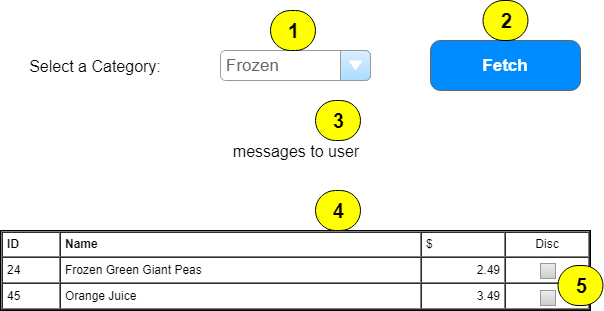 1
2
Select a Category: Frozen Fetch
3
messages to user
4
ID Name $ Disc
24 Frozen Green Giant Peas 2.49
5
45 Orange Juice 3.49